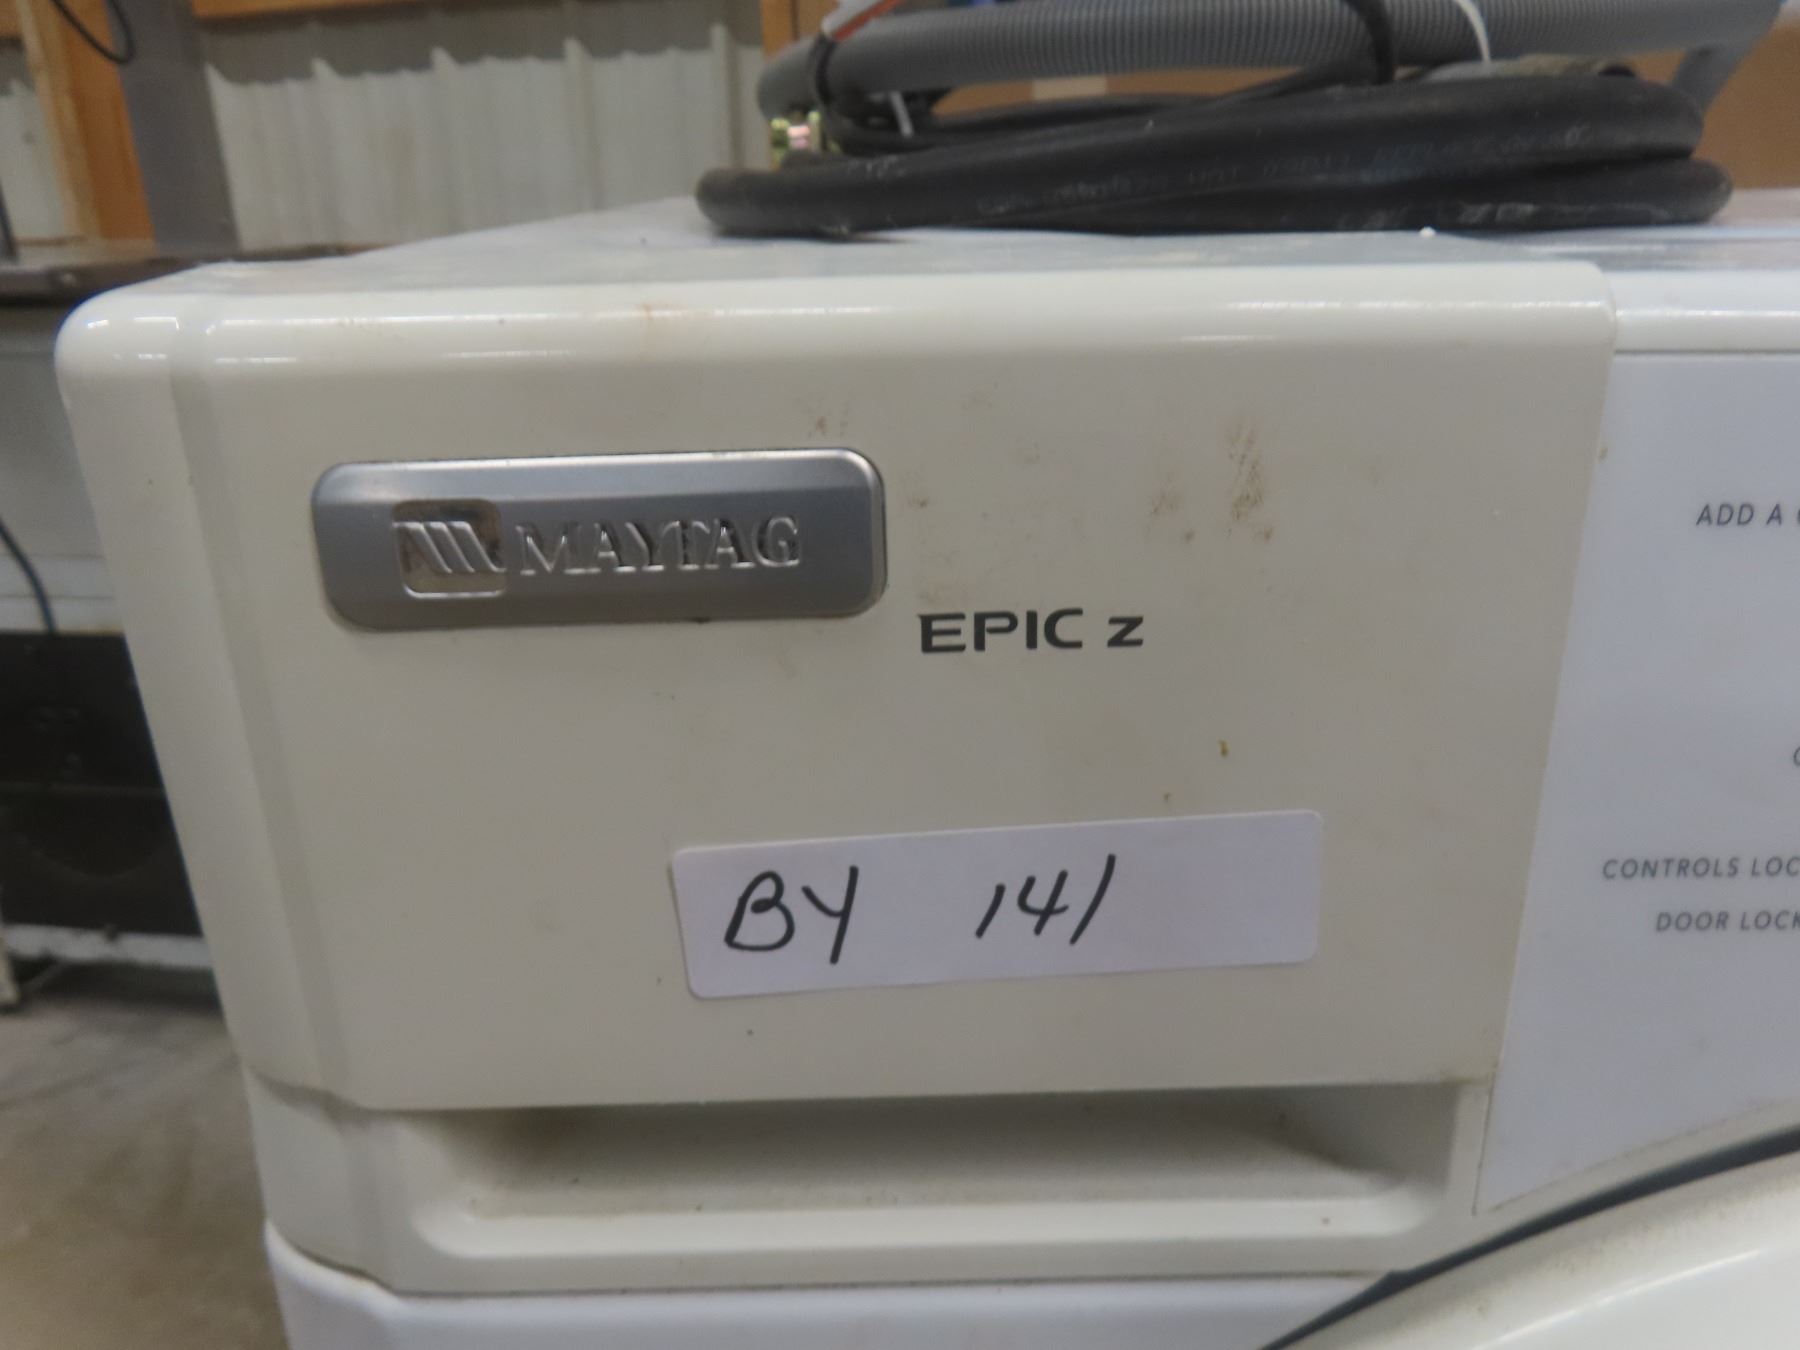 MAYTAG
ADD A
EPIC z
CONTROLS LOC
BY 141
DOOR LOCK